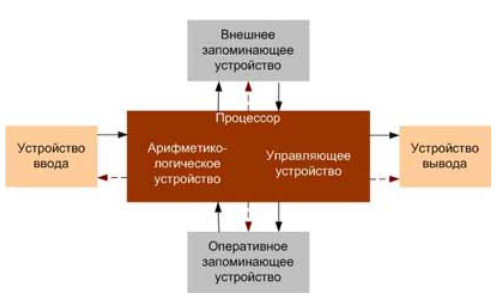 Внешнее
запоминающее
устройство
Процессор
Устройство
ввода
Арифметико-
логическое
устройство
Управляющее
устройство
Устройство
вывода
Оперативное
запоминающее
устройство